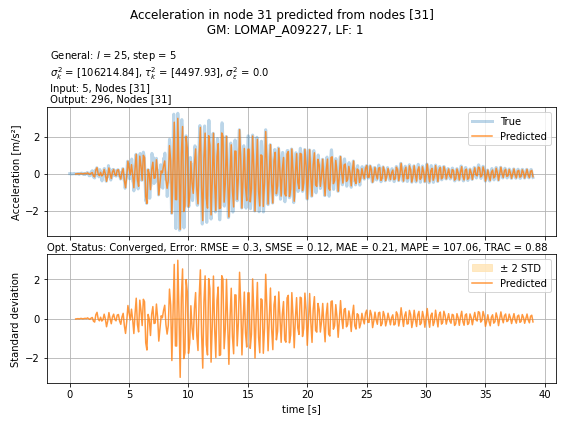 Acceleration in node 31 predicted from nodes [31]
GM: LOMAP_A09227, LF: 1
General: l = 25, step = 5
σ²ₖ = [106214.84], τ²ₖ = [4497.93], σ²ε = 0.0
Input: 5, Nodes [31]
Output: 296, Nodes [31]
Acceleration [m/s²]
2
0
−2
True
Predicted
Opt. Status: Converged, Error: RMSE = 0.3, SMSE = 0.12, MAE = 0.21, MAPE = 107.06, TRAC = 0.88
Standard deviation
2
0
−2
± 2 STD
Predicted
0 5 10 15 20 25 30 35 40
time [s]